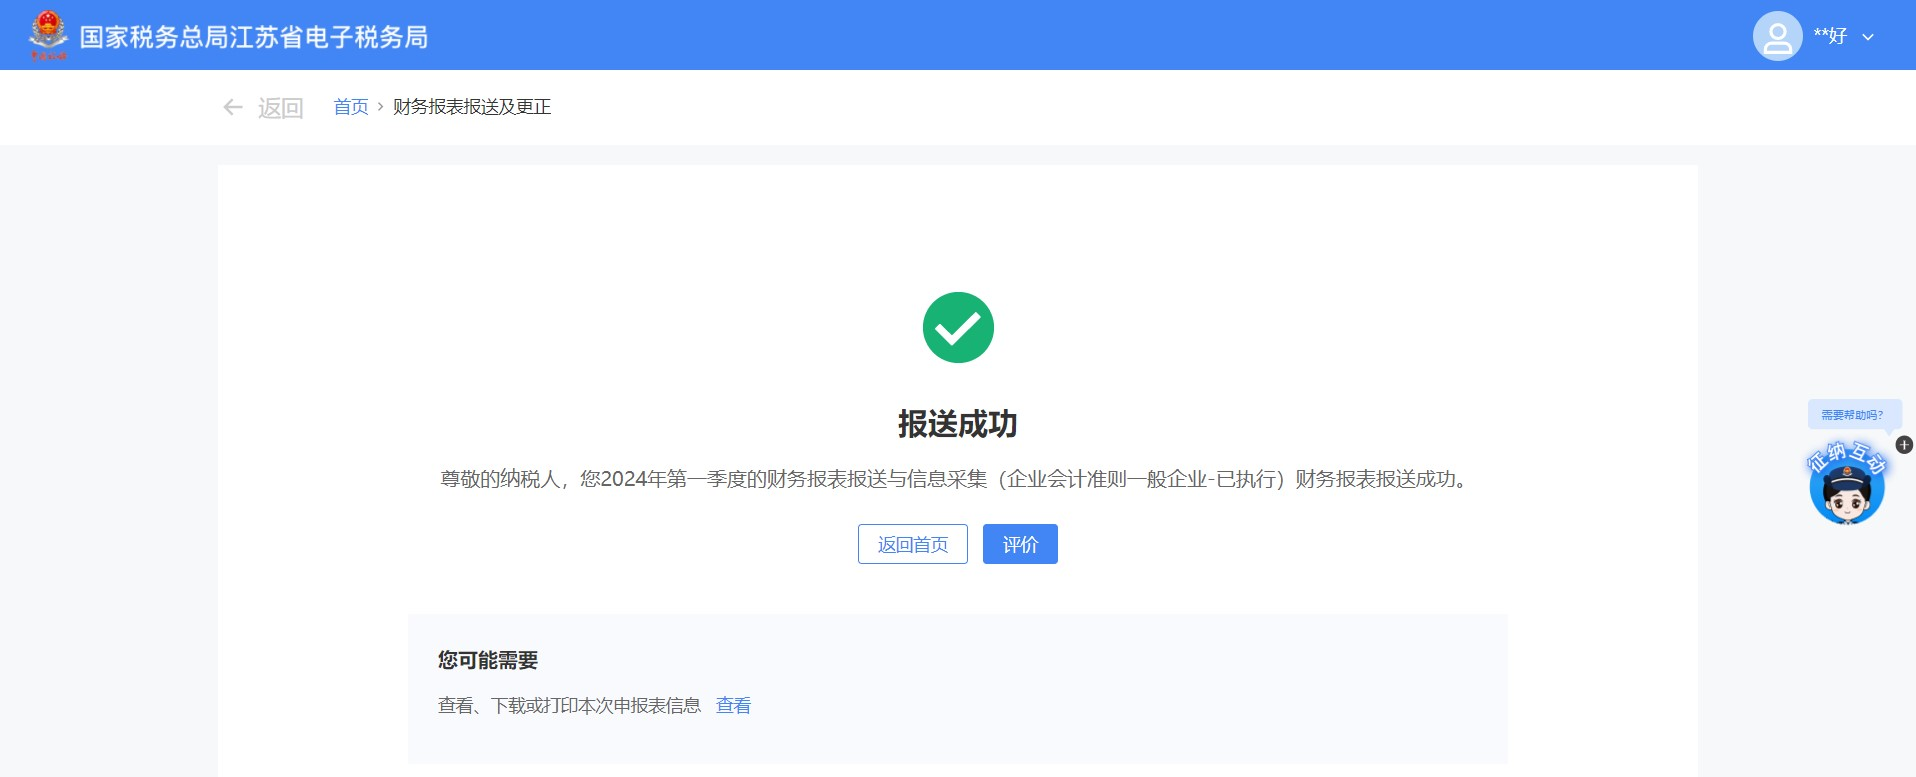 国家税务总局江苏省电子税务局
**好
返回 首页 > 财务报表报送及更正
报送成功
尊敬的纳税人，您2024年第一季度的财务报表报送与信息采集（企业会计准则一般企业-已执行）财务报表报送成功。
返回首页 评价
需要帮助吗?
征纳互动
您可能需要
查看、下载或打印本次申报表信息 查看